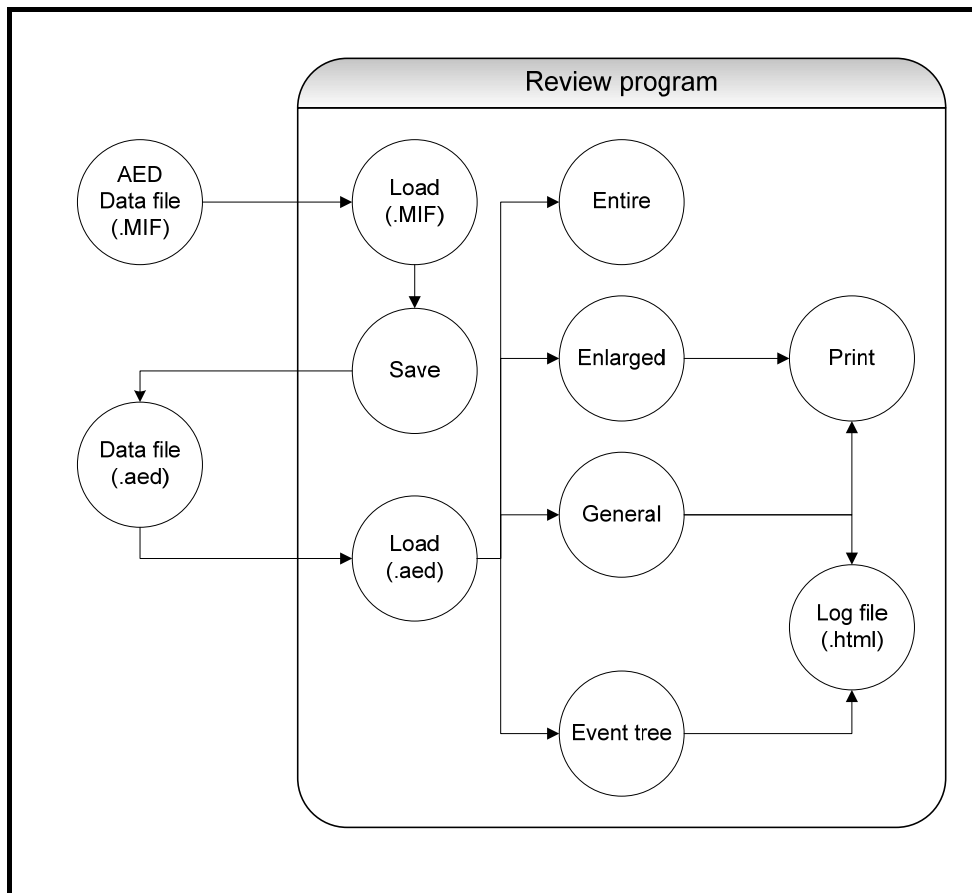 Review program
AED
Data file
(.MIF)
Load
(.MIF)
Entire
Save
Enlarged
Print
Data file
(.aed)
Load
(.aed)
General
Log file
(.html)
Event tree